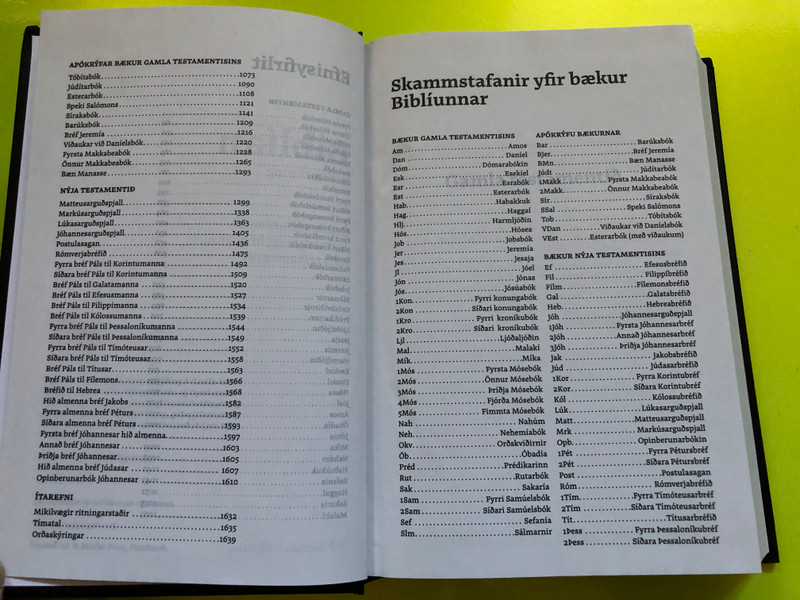 APÓKRÝFAR BÆKUR GAMLA TESTAMENTISINS
Tóbítsbók 1073
Júdítarbók 1090
Esterarbók 1108
Speki Salómons 1121
Síraksbók 1141
Barúksbók 1209
Bréf Jeremía 1216
Viðaukar við Daníelsbók 1220
Fyrsta Makkabeabók 1228
Önnur Makkabeabók 1265
Bæn Manasse 1293
NÝJA TESTAMENTIÐ
Matteusarguðspjall 1299
Markúsarguðspjall 1338
Lúkasarguðspjall 1363
Jóhannesarguðspjall 1405
Postulasagan 1436
Rómverjabréfið 1475
Fyrra bréf Páls til Korintumanna 1492
Síðara bréf Páls til Korintumanna 1509
Bréf Páls til Galatamanna 1520
Bréf Páls til Efesusmanna 1527
Bréf Páls til Filippímanna 1534
Bréf Páls til Kólossumanna 1539
Fyrra bréf Páls til Þessaloníkumanna 1544
Síðara bréf Páls til Þessaloníkumanna 1549
Fyrra bréf Páls til Tímóteusar 1552
Síðara bréf Páls til Tímóteusar 1558
Bréf Páls til Títusar 1563
Bréf Páls til Fílemons 1566
Bréfið til Hebrea 1568
Hið almenna bréf Jakobs 1582
Fyrra almenna bréf Péturs 1587
Síðara almenna bréf Péturs 1593
Fyrsta bréf Jóhannesar hið almenna 1597
Annað bréf Jóhannesar 1603
Þriðja bréf Jóhannesar 1605
Hið almenna bréf Júdasar 1607
Opinberunarbók Jóhannesar 1610
ÍTAREFNI
Mikilvægir ritningarstaðir 1632
Tímatal 1635
Orðaskýringar 1639
Skammstafanir yfir bækur
Biblíunnar
BÆKUR GAMLA TESTAMENTISINS
Am Amos
Dan Daníel
Dóm Dómarabókin
Esk Esekíel
Esr Esrabók
Est Esterarbók
Hab Habakkuk
Hag Haggaí
Hlj Harmljóðin
Hós Hósea
Job Jobsbók
Jer Jeremía
Jes Jesaja
Jl Jóel
Jón Jónas
Jós Jósúabók
1Kon Fyrri konungabók
2Kon Síðari konungabók
1Kro Fyrri kroníkubók
2Kro Síðari kroníkubók
Ljl Ljóðaljóðin
Mal Malakí
Mík Míka
1Mós Fyrsta Mósebók
2Mós Önnur Mósebók
3Mós Þriðja Mósebók
4Mós Fjórða Mósebók
5Mós Fimmta Mósebók
Nah Nahúm
Neh Nehemíabók
Okv Orðskviðirnir
Ób Óbadía
Préd Prédikarinn
Rut Rutarbók
Sak Sakaría
1Sam Fyrri Samúelsbók
2Sam Síðari Samúelsbók
Sef Sefanía
Slm Sálmarnir
APÓKRÝFU BÆKURNAR
Bar Barúksbók
BJer Bréf Jeremía
BMn Bæn Manasse
Júdt Júdítarbók
1Makk Fyrsta Makkabeabók
2Makk Önnur Makkabeabók
Sír Síraksbók
SSal Speki Salómons
Tob Tóbítsbók
VDan Viðaukar við Daníelsbók
VEst Esterarbók (með viðaukum)
BÆKUR NÝJA TESTAMENTISINS
Ef Efesusbréfið
Fil Filippíbréfið
Fílm Fílemonsbréfið
Gal Galatabréfið
Heb Hebreabréfið
Jóh Jóhannesarguðspjall
1Jóh Fyrsta Jóhannesarbréf
2Jóh Annað Jóhannesarbréf
3Jóh Þriðja Jóhannesarbréf
Jak Jakobsbréfið
Júd Júdasarbréfið
1Kor Fyrra Korintubréf
2Kor Síðara Korintubréf
Kól Kólossubréfið
Lúk Lúkasarguðspjall
Matt Matteusarguðspjall
Mrk Markúsarguðspjall
Opb Opinberunarbókin
1Pét Fyrra Pétursbréf
2Pét Síðara Pétursbréf
Post Postulasagan
Róm Rómverjabréfið
1Tím Fyrra Tímóteusarbréf
2Tím Síðara Tímóteusarbréf
Tít Títusarbréfið
1Þess Fyrra Þessaloníkubréf
2Þess Síðara Þessaloníkubréf